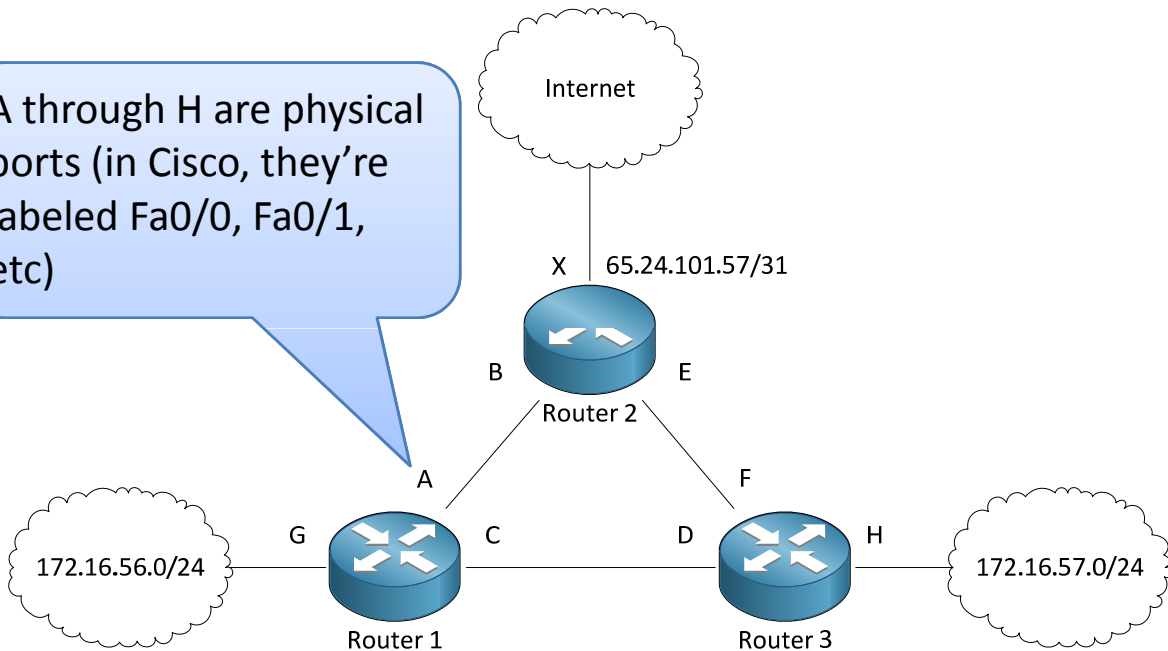 Internet
A through H are physical
ports (in Cisco, they’re
labeled Fa0/0, Fa0/1,
etc)
X 65.24.101.57/31
B E
Router 2
A F
G C D H
172.16.56.0/24 172.16.57.0/24
Router 1 Router 3